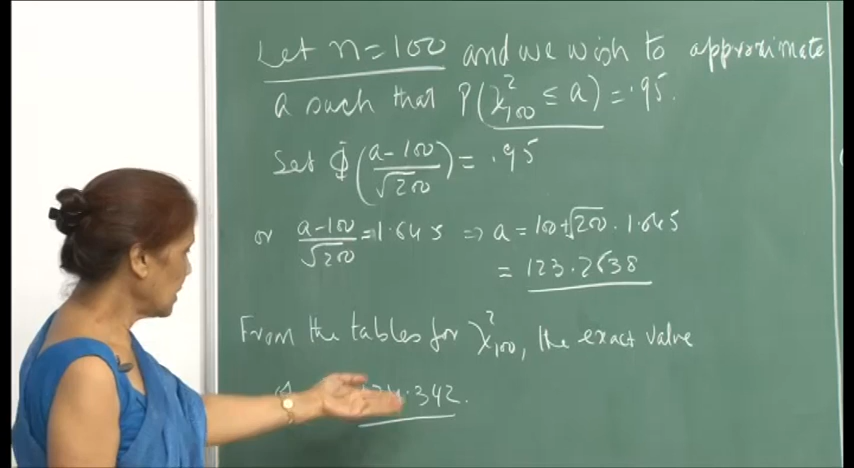 Let n = 100 and we wish to approximate
a such that P(χ²₁₀₀ ≤ a) = .95.
Set Φ((a-100)/√200) = .95
or (a-100)/√200 = 1.645 ⇒ a = 100+√200 . 1.645
= 123.2638
From the tables for χ²₁₀₀, the exact value
.342.